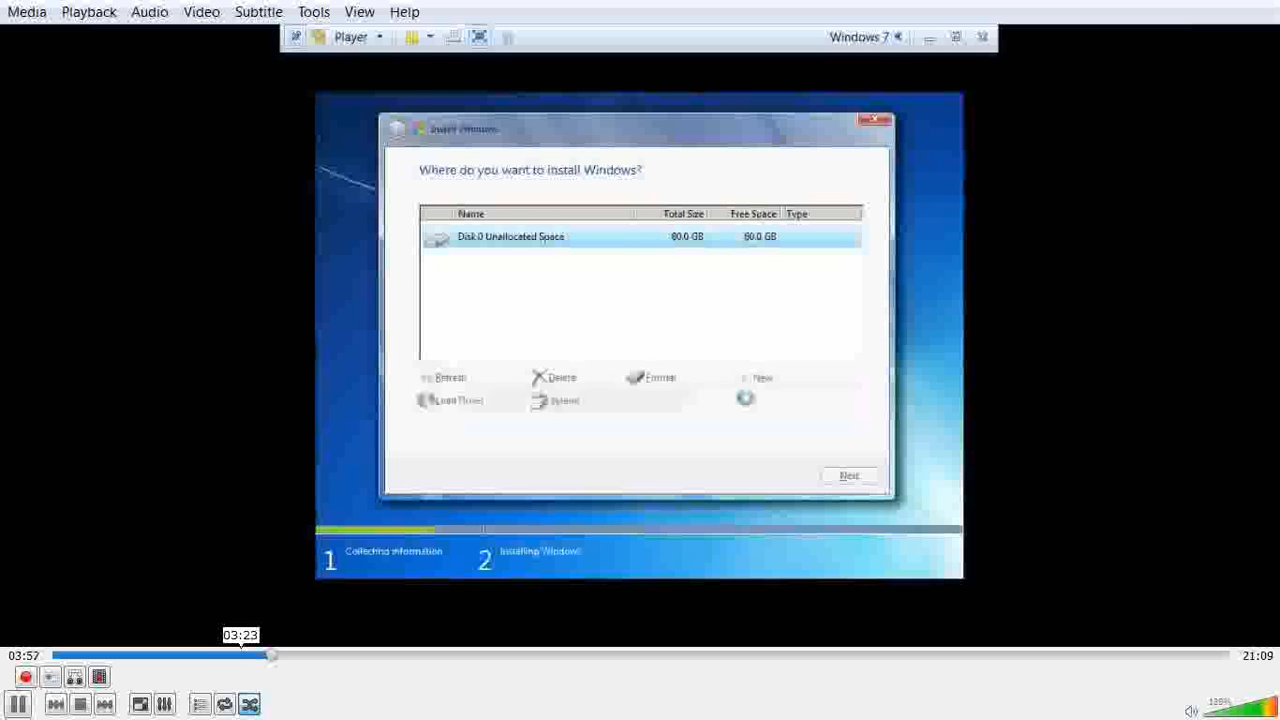 Media Playback Audio Video Subtitle Tools View Help
Player Windows 7
Where do you want to install Windows?
Name Total Size Free Space Type
Disk 0 Unallocated Space 60.0 GB 60.0 GB
Refresh Delete Format New
Load Driver Extend
Next
1 Collecting information 2 Installing Windows
03:23
03:57 21:09